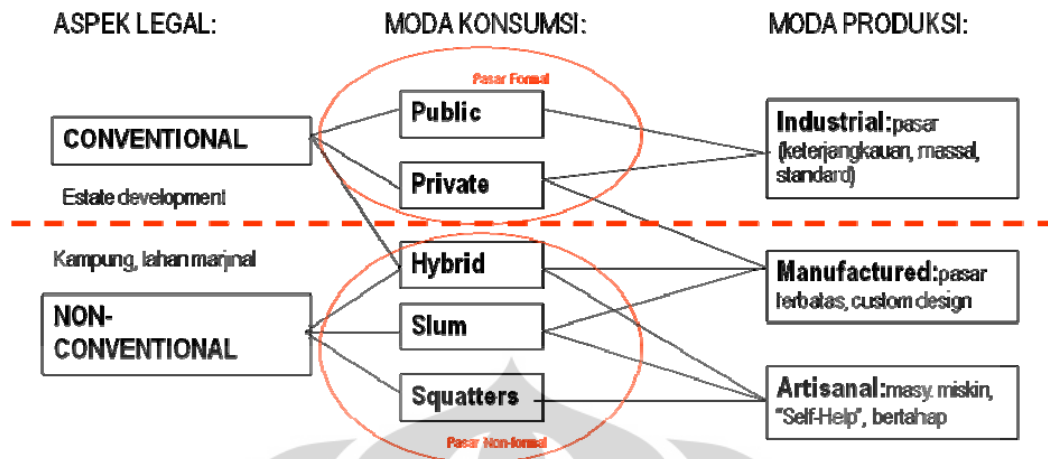 ASPEK LEGAL:
MODA KONSUMSI:
MODA PRODUKSI:
Pasar Formal
Public
CONVENTIONAL
Private
Estate development
Industrial:pasar
(keterjangkauan, massal,
standard)
Kampung, lahan marjinal
Hybrid
NON-
CONVENTIONAL
Slum
Squatters
Pasar Non-formal
Manufactured:pasar
terbatas, custom design
Artisanal:masy. miskin,
"Self-Help", bertahap